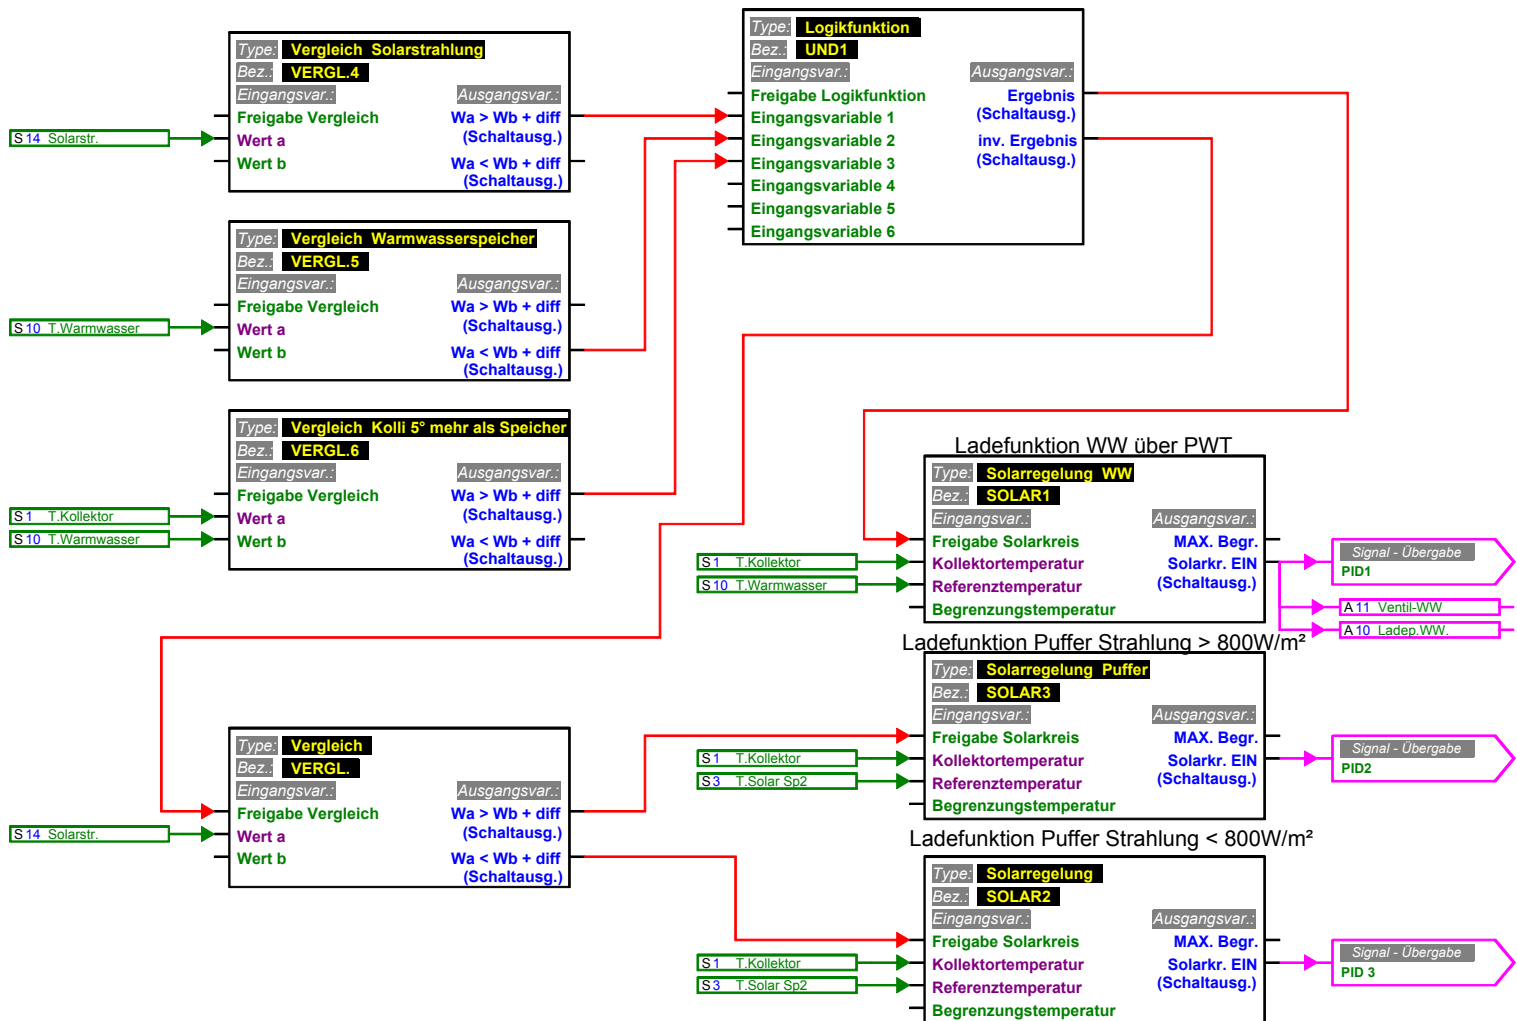 Type: Vergleich Solarstrahlung
Bez.: VERGL.4
Eingangsvar.: Ausgangsvar.:
Freigabe Vergleich Wa > Wb + diff
(Schaltausg.)
S 14 Solarstr. Wert a
Wert b Wa < Wb + diff
(Schaltausg.)
Type: Logikfunktion
Bez.: UND1
Eingangsvar.: Ausgangsvar.:
Freigabe Logikfunktion Ergebnis
(Schaltausg.)
Eingangsvariable 1
Eingangsvariable 2 inv. Ergebnis
(Schaltausg.)
Eingangsvariable 3
Eingangsvariable 4
Eingangsvariable 5
Eingangsvariable 6
Type: Vergleich Warmwasserspeicher
Bez.: VERGL.5
Eingangsvar.: Ausgangsvar.:
Freigabe Vergleich Wa > Wb + diff
(Schaltausg.)
S 10 T.Warmwasser Wert a
Wert b Wa < Wb + diff
(Schaltausg.)
Type: Vergleich Kolli 5° mehr als Speicher
Bez.: VERGL.6
Eingangsvar.: Ausgangsvar.:
Freigabe Vergleich Wa > Wb + diff
(Schaltausg.)
S 1 T.Kollektor Wert a
S 10 T.Warmwasser Wert b Wa < Wb + diff
(Schaltausg.)
Ladefunktion WW über PWT
Type: Solarregelung WW
Bez.: SOLAR1
Eingangsvar.: Ausgangsvar.:
Freigabe Solarkreis MAX. Begr.
S 1 T.Kollektor Kollektortemperatur Solarkr. EIN
(Schaltausg.)
S 10 T.Warmwasser Referenztemperatur
Begrenzungstemperatur
Signal - Übergabe
PID1
A 11 Ventil-WW
A 10 Ladep.WW.
Ladefunktion Puffer Strahlung > 800W/m²
Type: Solarregelung Puffer
Bez.: SOLAR3
Eingangsvar.: Ausgangsvar.:
Freigabe Solarkreis MAX. Begr.
S 1 T.Kollektor Kollektortemperatur Solarkr. EIN
(Schaltausg.)
S 3 T.Solar Sp2 Referenztemperatur
Begrenzungstemperatur
Signal - Übergabe
PID2
Type: Vergleich
Bez.: VERGL.
Eingangsvar.: Ausgangsvar.:
Freigabe Vergleich Wa > Wb + diff
(Schaltausg.)
S 14 Solarstr. Wert a
Wert b Wa < Wb + diff
(Schaltausg.)
Ladefunktion Puffer Strahlung < 800W/m²
Type: Solarregelung
Bez.: SOLAR2
Eingangsvar.: Ausgangsvar.:
Freigabe Solarkreis MAX. Begr.
S 1 T.Kollektor Kollektortemperatur Solarkr. EIN
(Schaltausg.)
S 3 T.Solar Sp2 Referenztemperatur
Begrenzungstemperatur
Signal - Übergabe
PID 3